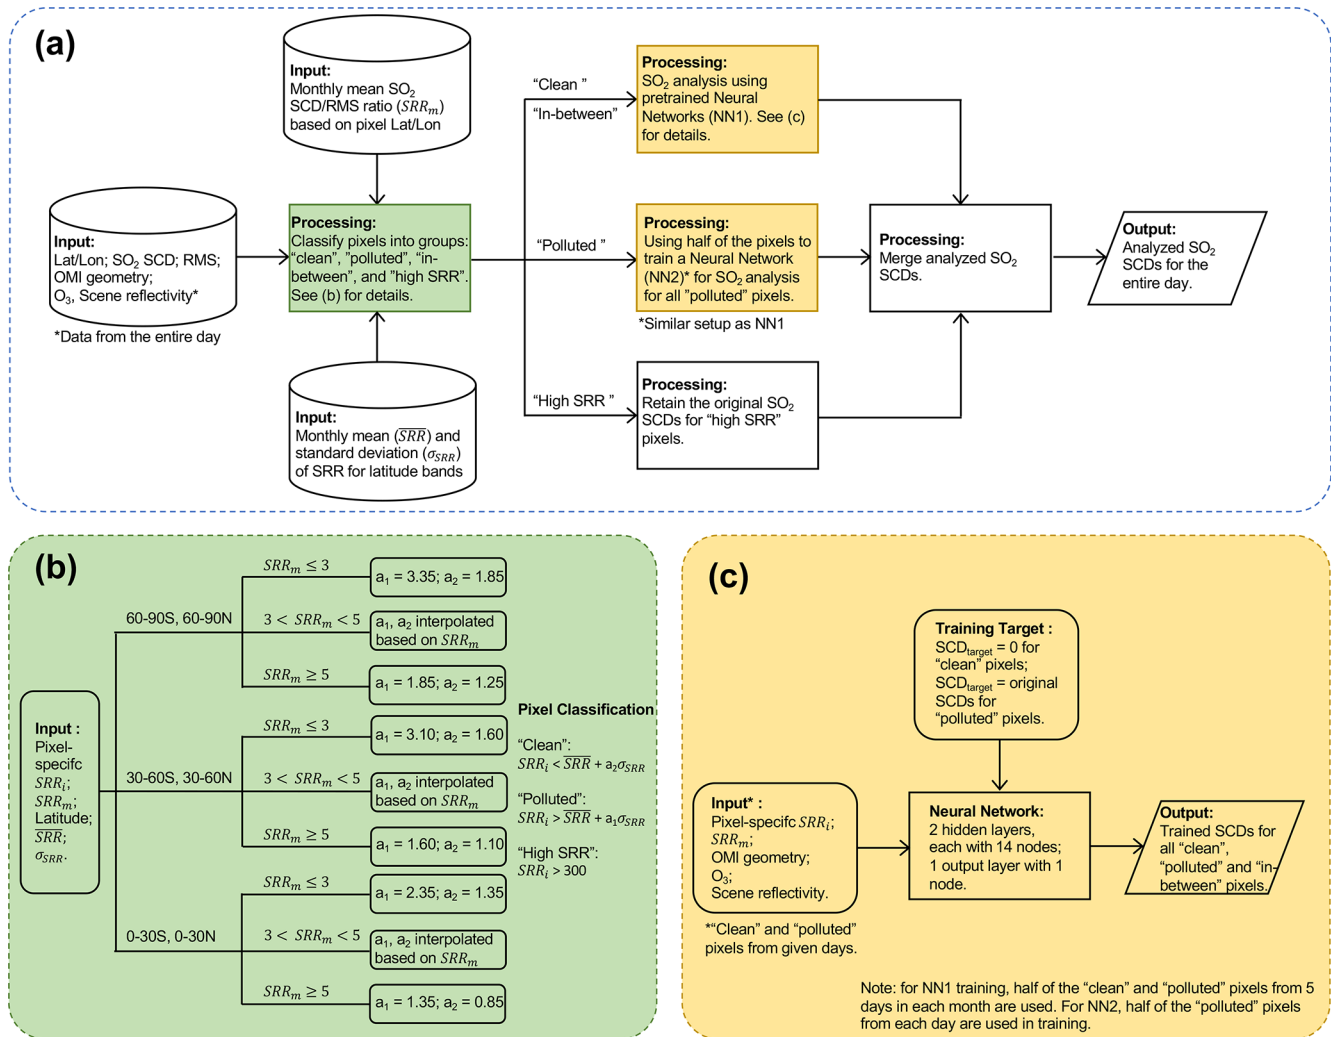 (a)
Input:
Monthly mean SO₂
SCD/RMS ratio (SRRₘ)
based on pixel Lat/Lon
Input:
Lat/Lon; SO₂ SCD; RMS;
OMI geometry;
O₃, Scene reflectivity*
*Data from the entire day
Processing:
Classify pixels into groups:
“clean”, ”polluted”, “in-
between”, and ”high SRR”.
See (b) for details.
Input:
Monthly mean (S̅R̅R̅) and
standard deviation (σ_SRR)
of SRR for latitude bands
“Clean ”
“In-between”
“Polluted ”
“High SRR ”
Processing:
SO₂ analysis using
pretrained Neural
Networks (NN1). See (c)
for details.
Processing:
Using half of the pixels to
train a Neural Network
(NN2)* for SO₂ analysis
for all ”polluted” pixels.
*Similar setup as NN1
Processing:
Retain the original SO₂
SCDs for “high SRR”
pixels.
Processing:
Merge analyzed SO₂
SCDs.
Output:
Analyzed SO₂
SCDs for the
entire day.
(b)
Input :
Pixel-
specifc
SRRᵢ;
SRRₘ;
Latitude;
S̅R̅R̅;
σ_SRR.
60-90S, 60-90N
SRRₘ ≤ 3
a₁ = 3.35; a₂ = 1.85
3 < SRRₘ < 5
a₁, a₂ interpolated
based on SRRₘ
SRRₘ ≥ 5
a₁ = 1.85; a₂ = 1.25
30-60S, 30-60N
SRRₘ ≤ 3
a₁ = 3.10; a₂ = 1.60
3 < SRRₘ < 5
a₁, a₂ interpolated
based on SRRₘ
SRRₘ ≥ 5
a₁ = 1.60; a₂ = 1.10
0-30S, 0-30N
SRRₘ ≤ 3
a₁ = 2.35; a₂ = 1.35
3 < SRRₘ < 5
a₁, a₂ interpolated
based on SRRₘ
SRRₘ ≥ 5
a₁ = 1.35; a₂ = 0.85
Pixel Classification
“Clean”:
SRRᵢ < S̅R̅R̅ + a₂σ_SRR
“Polluted”:
SRRᵢ > S̅R̅R̅ + a₁σ_SRR
“High SRR”:
SRRᵢ > 300
(c)
Training Target :
SCD_target = 0 for
“clean” pixels;
SCD_target = original
SCDs for
“polluted” pixels.
Input* :
Pixel-specifc SRRᵢ;
SRRₘ;
OMI geometry;
O₃;
Scene reflectivity.
*“Clean” and “polluted”
pixels from given days.
Neural Network:
2 hidden layers,
each with 14 nodes;
1 output layer with 1
node.
Output:
Trained SCDs for
all “clean”,
“polluted” and “in-
between” pixels.
Note: for NN1 training, half of the “clean” and “polluted” pixels from 5
days in each month are used. For NN2, half of the “polluted” pixels
from each day are used in training.